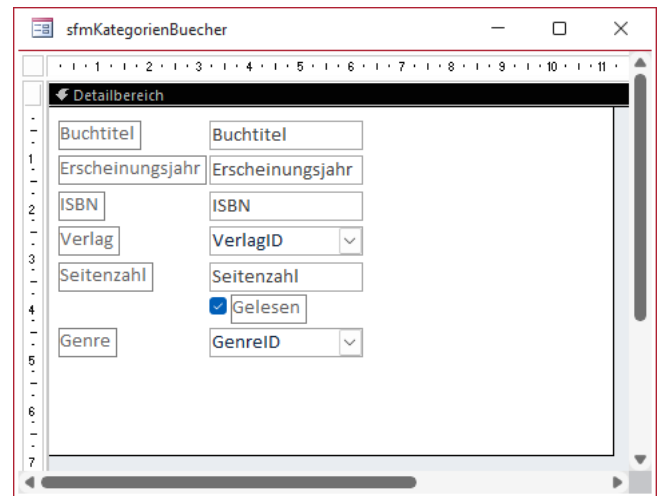 sfmKategorienBuecher
1 2 3 4 5 6 7 8 9 10 11
Detailbereich
Buchtitel Buchtitel
Erscheinungsjahr Erscheinungsjahr
ISBN ISBN
Verlag VerlagID
Seitenzahl Seitenzahl
Gelesen
Genre GenreID
1
2
3
4
5
6
7